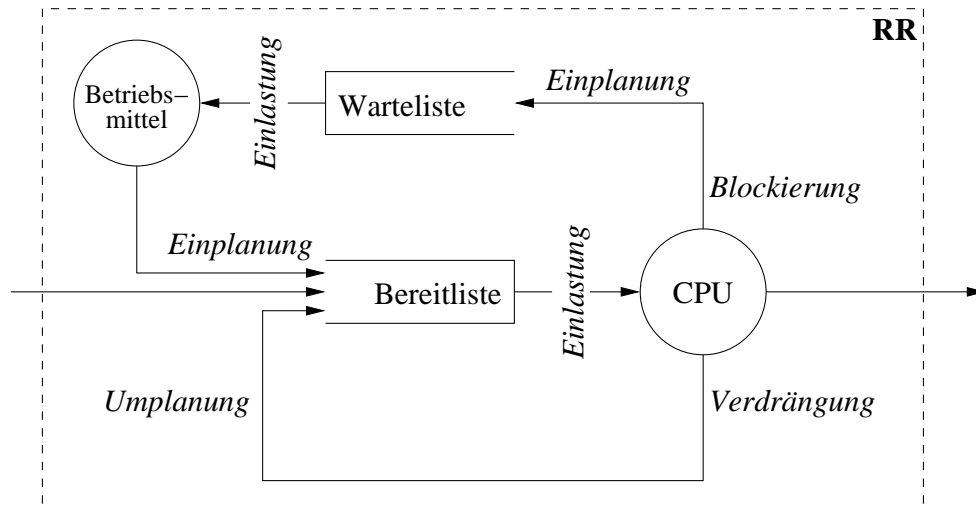 RR
Betriebs–
mittel
Einlastung
Warteliste
Einplanung
Blockierung
Einplanung
Bereitliste
Einlastung
CPU
Umplanung
Verdrängung